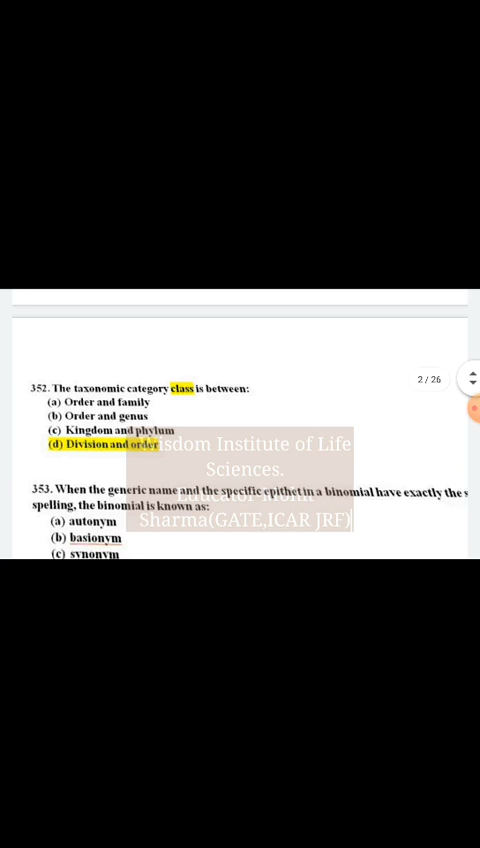 352. The taxonomic category class is between:
2 / 26
(a) Order and family
(b) Order and genus
(c) Kingdom and phylum
(d) Division and order
Wisdom Institute of Life
Sciences.
353. When the generic name and the specific epithet in a binomial have exactly the s
Educator-Mohit
spelling, the binomial is known as:
Sharma(GATE,ICAR JRF)
(a) autonym
(b) basionym
(c) synonym